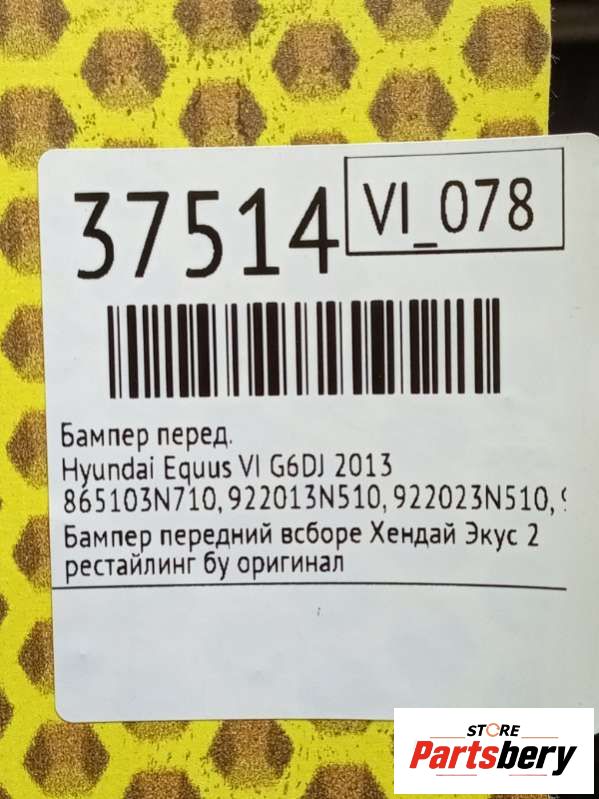 37514
VI_078
Бампер перед.
Hyundai Equus VI G6DJ 2013
865103N710, 922013N510, 922023N510,
Бампер передний всборе Хендай Экус 2
рестайлинг бу оригинал
STORE
Partsbery